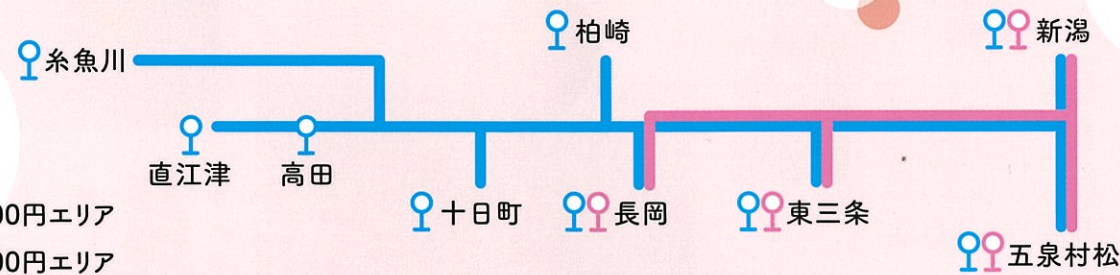 柏崎
新潟
糸魚川
直江津
高田
十日町
長岡
東三条
00円エリア
五泉村松
00円エリア